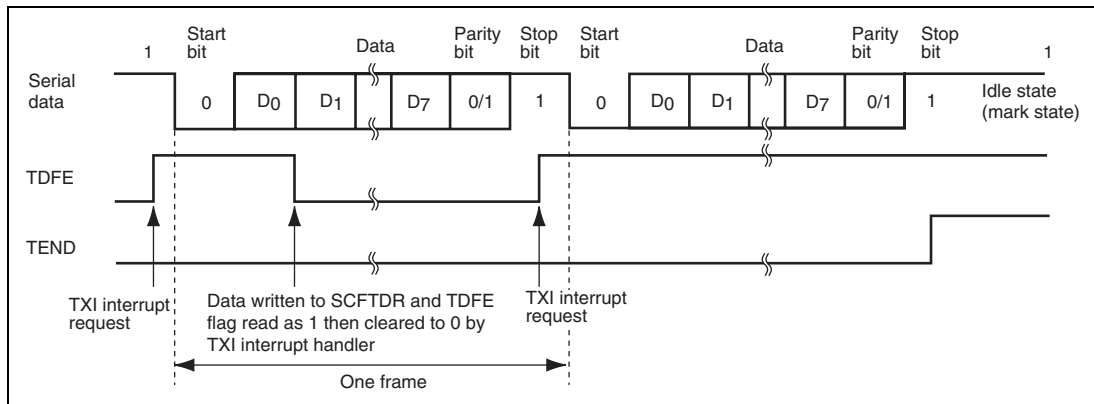 1 Start bit Data Parity bit Stop bit Start bit Data Parity bit Stop bit 1
Serial data
0 D0 D1 D7 0/1 1 0 D0 D1 D7 0/1 1
Idle state
(mark state)
TDFE
TEND
TXI interrupt
request
Data written to SCFTDR and TDFE
flag read as 1 then cleared to 0 by
TXI interrupt handler
TXI interrupt
request
One frame